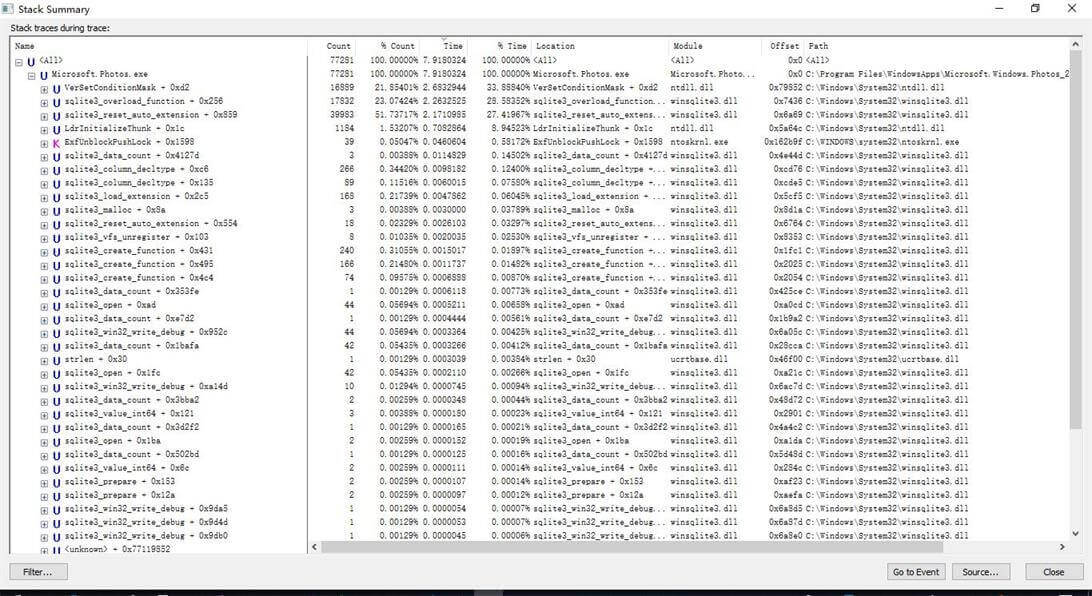 Stack Summary
Stack traces during trace:
Name Count % Count Time % Time Location Module Offset Path
<All> 77281 100.00000% 7.9180324 100.00000% <All> <All> 0x0 <All>
Microsoft.Photos.exe 77281 100.00000% 7.9180324 100.00000% Microsoft.Photos.exe Microsoft.Photo... 0x0 C:\Program Files\WindowsApps\Microsoft.Windows.Photos_2
VerSetConditionMask + 0xd2 16889 21.85401% 2.6832944 33.88840% VerSetConditionMask + 0xd2 ntdll.dll 0x79852 C:\Windows\System32\ntdll.dll
sqlite3_overload_function + 0x256 17832 23.07424% 2.2632525 28.58352% sqlite3_overload_function... winsqlite3.dll 0x7436 C:\Windows\System32\winsqlite3.dll
sqlite3_reset_auto_extension + 0x859 39983 51.73717% 2.1710985 27.41967% sqlite3_reset_auto_extens... winsqlite3.dll 0x6a69 C:\Windows\System32\winsqlite3.dll
LdrInitializeThunk + 0x1c 1184 1.53207% 0.7082864 8.94523% LdrInitializeThunk + 0x1c ntdll.dll 0x5a64c C:\Windows\System32\ntdll.dll
ExfUnblockPushLock + 0x1598 39 0.05047% 0.0460604 0.58172% ExfUnblockPushLock + 0x1598 ntoskrnl.exe 0x162b9f C:\WINDOWS\system32\ntoskrnl.exe
sqlite3_data_count + 0x4127d 3 0.00388% 0.0114829 0.14502% sqlite3_data_count + 0x4127d winsqlite3.dll 0x4e44d C:\Windows\System32\winsqlite3.dll
sqlite3_column_decltype + 0xc6 266 0.34420% 0.0098182 0.12400% sqlite3_column_decltype +... winsqlite3.dll 0xcd76 C:\Windows\System32\winsqlite3.dll
sqlite3_column_decltype + 0x135 89 0.11516% 0.0060015 0.07580% sqlite3_column_decltype +... winsqlite3.dll 0xcde5 C:\Windows\System32\winsqlite3.dll
sqlite3_load_extension + 0x2c5 168 0.21739% 0.0047862 0.06045% sqlite3_load_extension + ... winsqlite3.dll 0x5cf5 C:\Windows\System32\winsqlite3.dll
sqlite3_malloc + 0x8a 3 0.00388% 0.0030000 0.03789% sqlite3_malloc + 0x8a winsqlite3.dll 0x8d1a C:\Windows\System32\winsqlite3.dll
sqlite3_reset_auto_extension + 0x554 18 0.02329% 0.0026103 0.03297% sqlite3_reset_auto_extens... winsqlite3.dll 0x6764 C:\Windows\System32\winsqlite3.dll
sqlite3_vfs_unregister + 0x103 8 0.01035% 0.0020035 0.02530% sqlite3_vfs_unregister + ... winsqlite3.dll 0x8353 C:\Windows\System32\winsqlite3.dll
sqlite3_create_function + 0x431 240 0.31055% 0.0015017 0.01897% sqlite3_create_function +... winsqlite3.dll 0x1fc1 C:\Windows\System32\winsqlite3.dll
sqlite3_create_function + 0x495 166 0.21480% 0.0011737 0.01482% sqlite3_create_function +... winsqlite3.dll 0x2025 C:\Windows\System32\winsqlite3.dll
sqlite3_create_function + 0x4c4 74 0.09575% 0.0006888 0.00870% sqlite3_create_function +... winsqlite3.dll 0x2054 C:\Windows\System32\winsqlite3.dll
sqlite3_data_count + 0x353fe 1 0.00129% 0.0006118 0.00773% sqlite3_data_count + 0x353fe winsqlite3.dll 0x425ce C:\Windows\System32\winsqlite3.dll
sqlite3_open + 0xad 44 0.05694% 0.0005211 0.00658% sqlite3_open + 0xad winsqlite3.dll 0xa0cd C:\Windows\System32\winsqlite3.dll
sqlite3_data_count + 0xe7d2 1 0.00129% 0.0004444 0.00561% sqlite3_data_count + 0xe7d2 winsqlite3.dll 0x1b9a2 C:\Windows\System32\winsqlite3.dll
sqlite3_win32_write_debug + 0x952c 44 0.05694% 0.0003364 0.00425% sqlite3_win32_write_debug... winsqlite3.dll 0x6a05c C:\Windows\System32\winsqlite3.dll
sqlite3_data_count + 0x1bafa 42 0.05435% 0.0003266 0.00412% sqlite3_data_count + 0x1bafa winsqlite3.dll 0x28cca C:\Windows\System32\winsqlite3.dll
strlen + 0x30 1 0.00129% 0.0003039 0.00384% strlen + 0x30 ucrtbase.dll 0x46f00 C:\Windows\System32\ucrtbase.dll
sqlite3_open + 0x1fc 42 0.05435% 0.0002110 0.00266% sqlite3_open + 0x1fc winsqlite3.dll 0xa21c C:\Windows\System32\winsqlite3.dll
sqlite3_win32_write_debug + 0xa14d 10 0.01294% 0.0000745 0.00094% sqlite3_win32_write_debug... winsqlite3.dll 0x6ac7d C:\Windows\System32\winsqlite3.dll
sqlite3_data_count + 0x3bba2 2 0.00259% 0.0000348 0.00044% sqlite3_data_count + 0x3bba2 winsqlite3.dll 0x48d72 C:\Windows\System32\winsqlite3.dll
sqlite3_value_int64 + 0x121 3 0.00388% 0.0000180 0.00023% sqlite3_value_int64 + 0x121 winsqlite3.dll 0x2901 C:\Windows\System32\winsqlite3.dll
sqlite3_data_count + 0x3d2f2 1 0.00129% 0.0000165 0.00021% sqlite3_data_count + 0x3d2f2 winsqlite3.dll 0x4a4c2 C:\Windows\System32\winsqlite3.dll
sqlite3_open + 0x1ba 2 0.00259% 0.0000152 0.00019% sqlite3_open + 0x1ba winsqlite3.dll 0xa1da C:\Windows\System32\winsqlite3.dll
sqlite3_data_count + 0x502bd 1 0.00129% 0.0000125 0.00016% sqlite3_data_count + 0x502bd winsqlite3.dll 0x5d48d C:\Windows\System32\winsqlite3.dll
sqlite3_value_int64 + 0x6c 2 0.00259% 0.0000111 0.00014% sqlite3_value_int64 + 0x6c winsqlite3.dll 0x284c C:\Windows\System32\winsqlite3.dll
sqlite3_prepare + 0x153 2 0.00259% 0.0000107 0.00014% sqlite3_prepare + 0x153 winsqlite3.dll 0xaf23 C:\Windows\System32\winsqlite3.dll
sqlite3_prepare + 0x12a 2 0.00259% 0.0000097 0.00012% sqlite3_prepare + 0x12a winsqlite3.dll 0xaefa C:\Windows\System32\winsqlite3.dll
sqlite3_win32_write_debug + 0x9da5 1 0.00129% 0.0000054 0.00007% sqlite3_win32_write_debug... winsqlite3.dll 0x6a8d5 C:\Windows\System32\winsqlite3.dll
sqlite3_win32_write_debug + 0x9d4d 1 0.00129% 0.0000053 0.00007% sqlite3_win32_write_debug... winsqlite3.dll 0x6a87d C:\Windows\System32\winsqlite3.dll
sqlite3_win32_write_debug + 0x9db0 1 0.00129% 0.0000045 0.00006% sqlite3_win32_write_debug... winsqlite3.dll 0x6a8e0 C:\Windows\System32\winsqlite3.dll
<unknown> + 0x77119852
Filter... Go to Event Source... Close